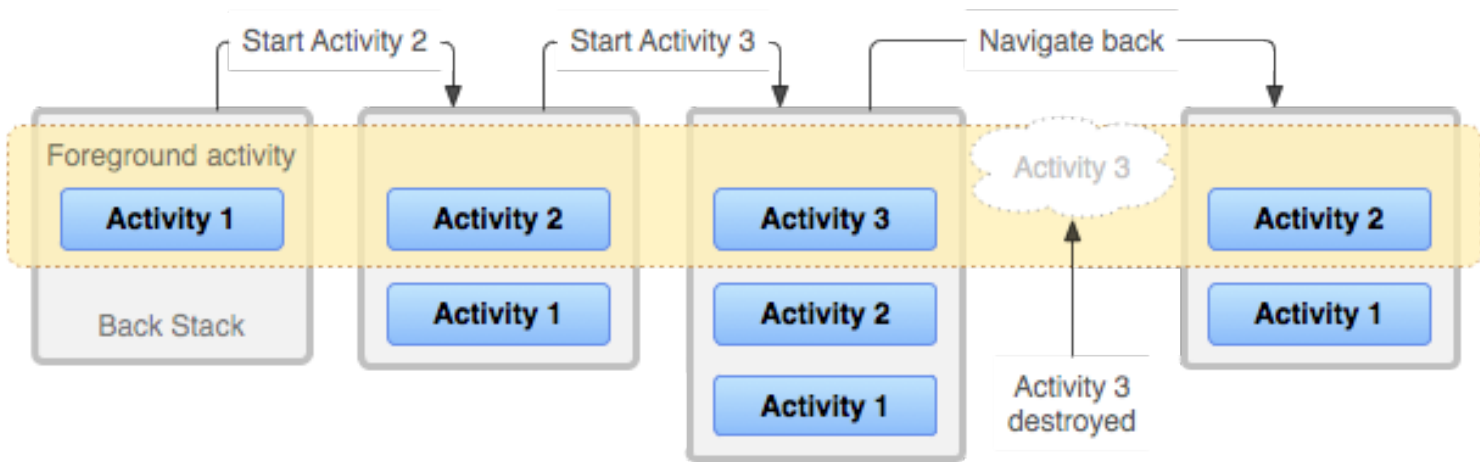 Start Activity 2
Start Activity 3
Navigate back
Foreground activity
Activity 1
Back Stack
Activity 2
Activity 1
Activity 3
Activity 2
Activity 1
Activity 3
Activity 3
destroyed
Activity 2
Activity 1